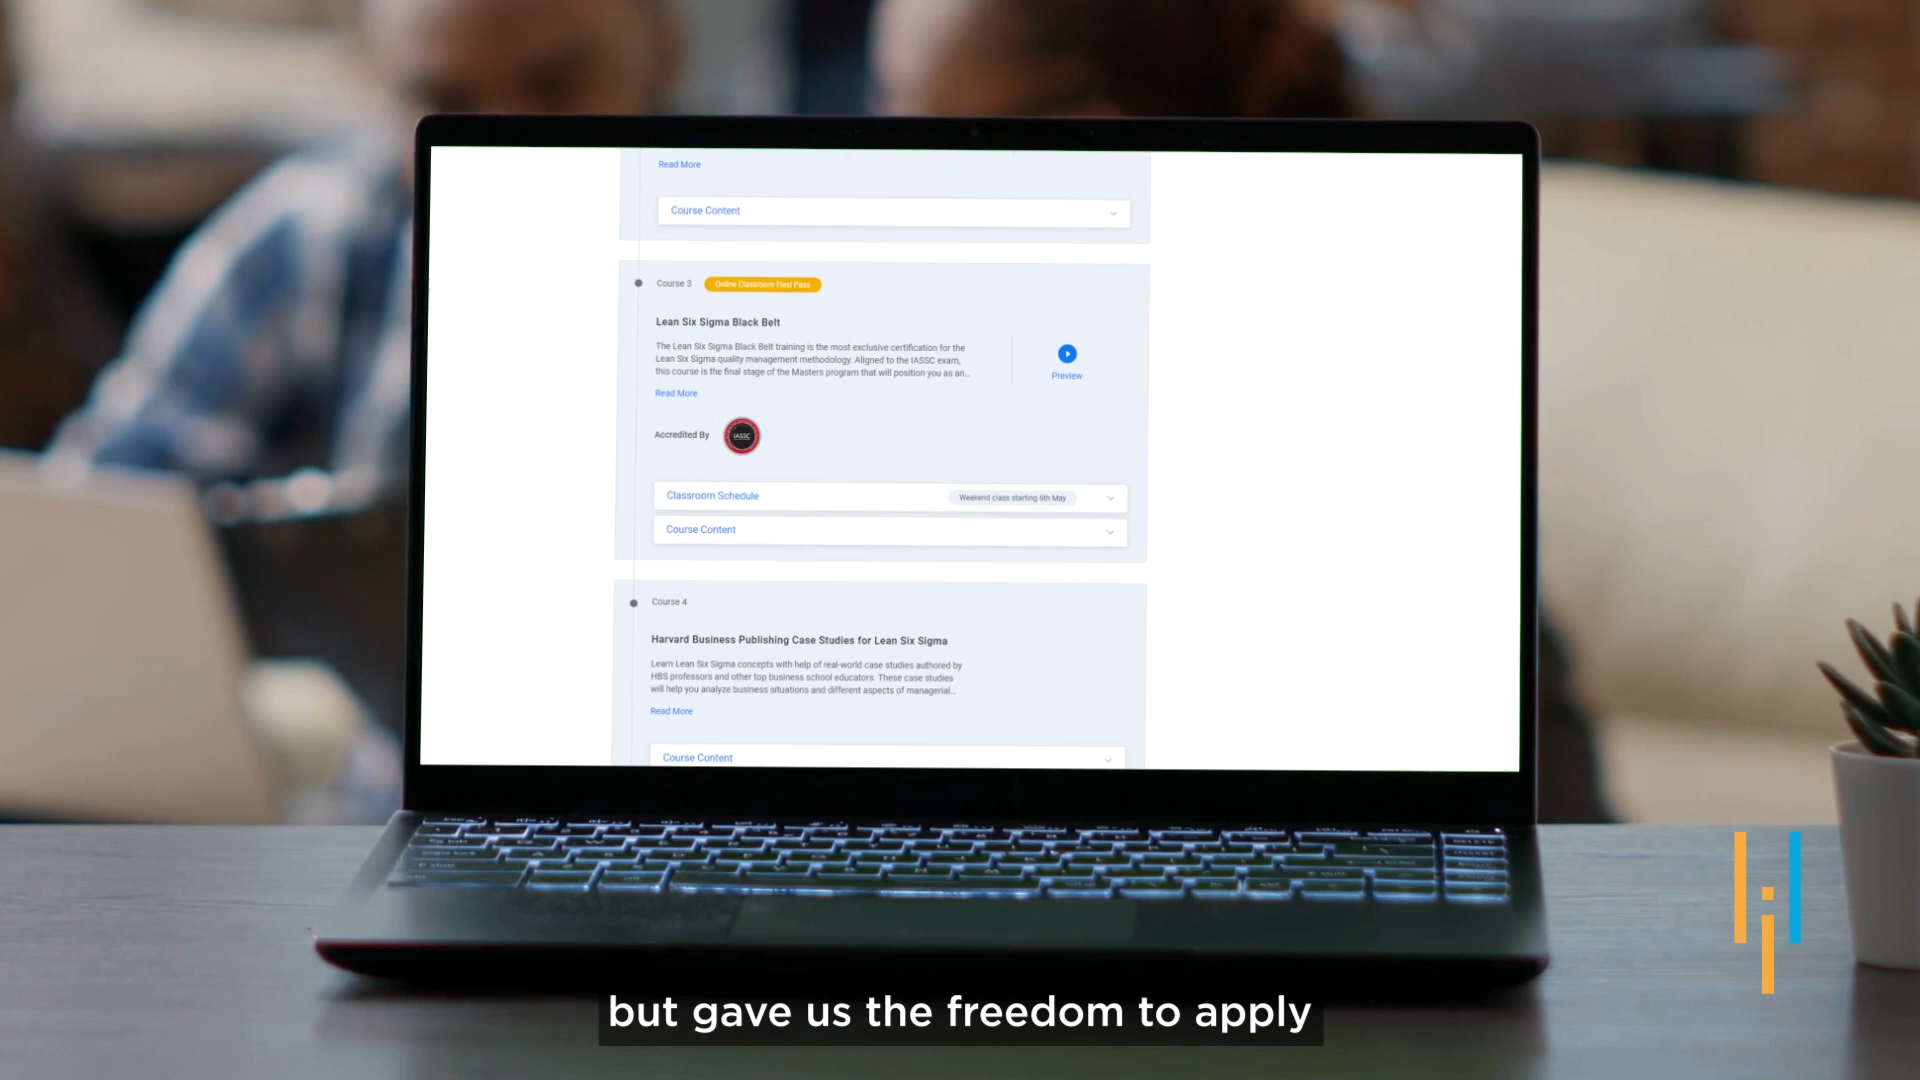 Read More
Course Content
Course 3
Online Classroom Flexi Pass
Lean Six Sigma Black Belt
The Lean Six Sigma Black Belt training is the most exclusive certification for the
Lean Six Sigma quality management methodology. Aligned to the IASSC exam,
this course is the final stage of the Masters program that will position you as an...
Preview
Read More
Accredited By
IASSC
Classroom Schedule
Weekend class starting 6th May
Course Content
Course 4
Harvard Business Publishing Case Studies for Lean Six Sigma
Learn Lean Six Sigma concepts with help of real-world case studies authored by
HBS professors and other top business school educators. These case studies
will help you analyze business situations and different aspects of managerial...
Read More
Course Content
but gave us the freedom to apply